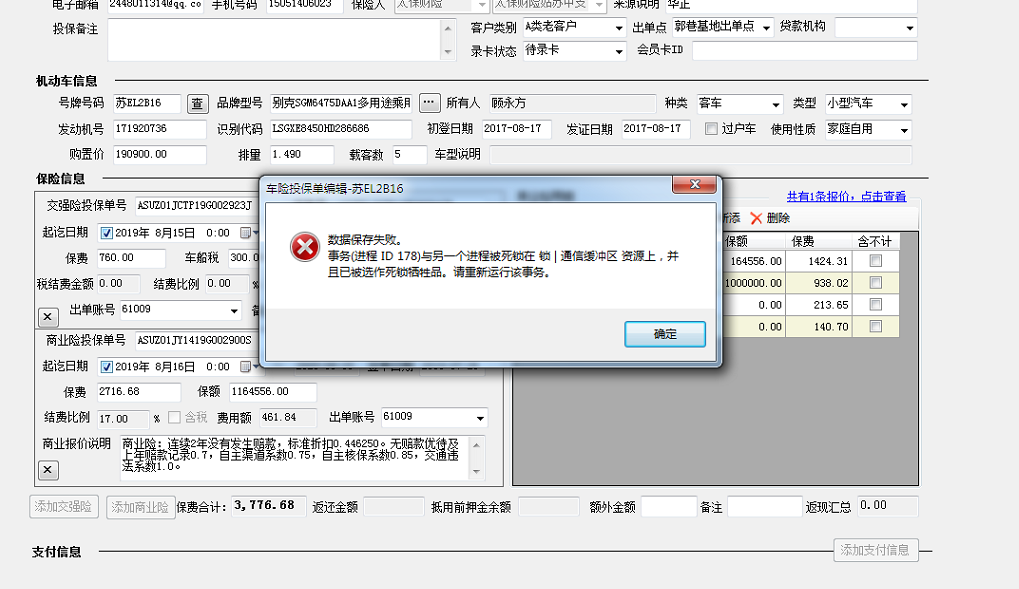 电子邮箱 2448011314@qq.co 手机号码 15051406023 保险人 太保财险 太保财险姑苏中支 来源说明 华正
投保备注 客户类别 A类老客户 出单点 郭巷基地出单点 贷款机构
录卡状态 待录卡 会员卡ID
机动车信息
号牌号码 苏EL2B16 查 品牌型号 别克SGM6475DAA1多用途乘用 ... 所有人 顾永方 种类 客车 类型 小型汽车
发动机号 171920736 识别代码 LSGXE8450HD286686 初登日期 2017-08-17 发证日期 2017-08-17 过户车 使用性质 家庭自用
购置价 190900.00 排量 1.490 载客数 5 车型说明
保险信息
车险投保单编辑-苏EL2B16
数据保存失败。
事务(进程 ID 178)与另一个进程被死锁在 锁 | 通信缓冲区 资源上，并
且已被选作死锁牺牲品。请重新运行该事务。
确定
交强险投保单号 ASUZ01JCTP19G002923J
起讫日期 2019年 8月15日 0:00
保费 760.00 车船税 300.0
税结费金额 0.00 结费比例 0.00 %
出单账号 61009
商业险投保单号 ASUZ01JY1419G002900S
起讫日期 2019年 8月16日 0:00
保费 2716.68 保额 1164556.00
结费比例 17.00 % 含税 费用额 461.84 出单账号 61009
商业报价说明 商业险: 连续2年没有发生赔款，标准折扣0.446250。无赔款优待及
上年赔款记录0.7，自主渠道系数0.75，自主核保系数0.85，交通违
法系数1.0。
共有1条报价，点击查看
新添 删除
保额 保费 含不计
164556.00 1424.31
1000000.00 938.02
0.00 213.65
0.00 140.70
添加交强险 添加商业险 保费合计: 3,776.68 返还金额 抵用前押金余额 额外金额 备注 返现汇总 0.00
支付信息 添加支付信息